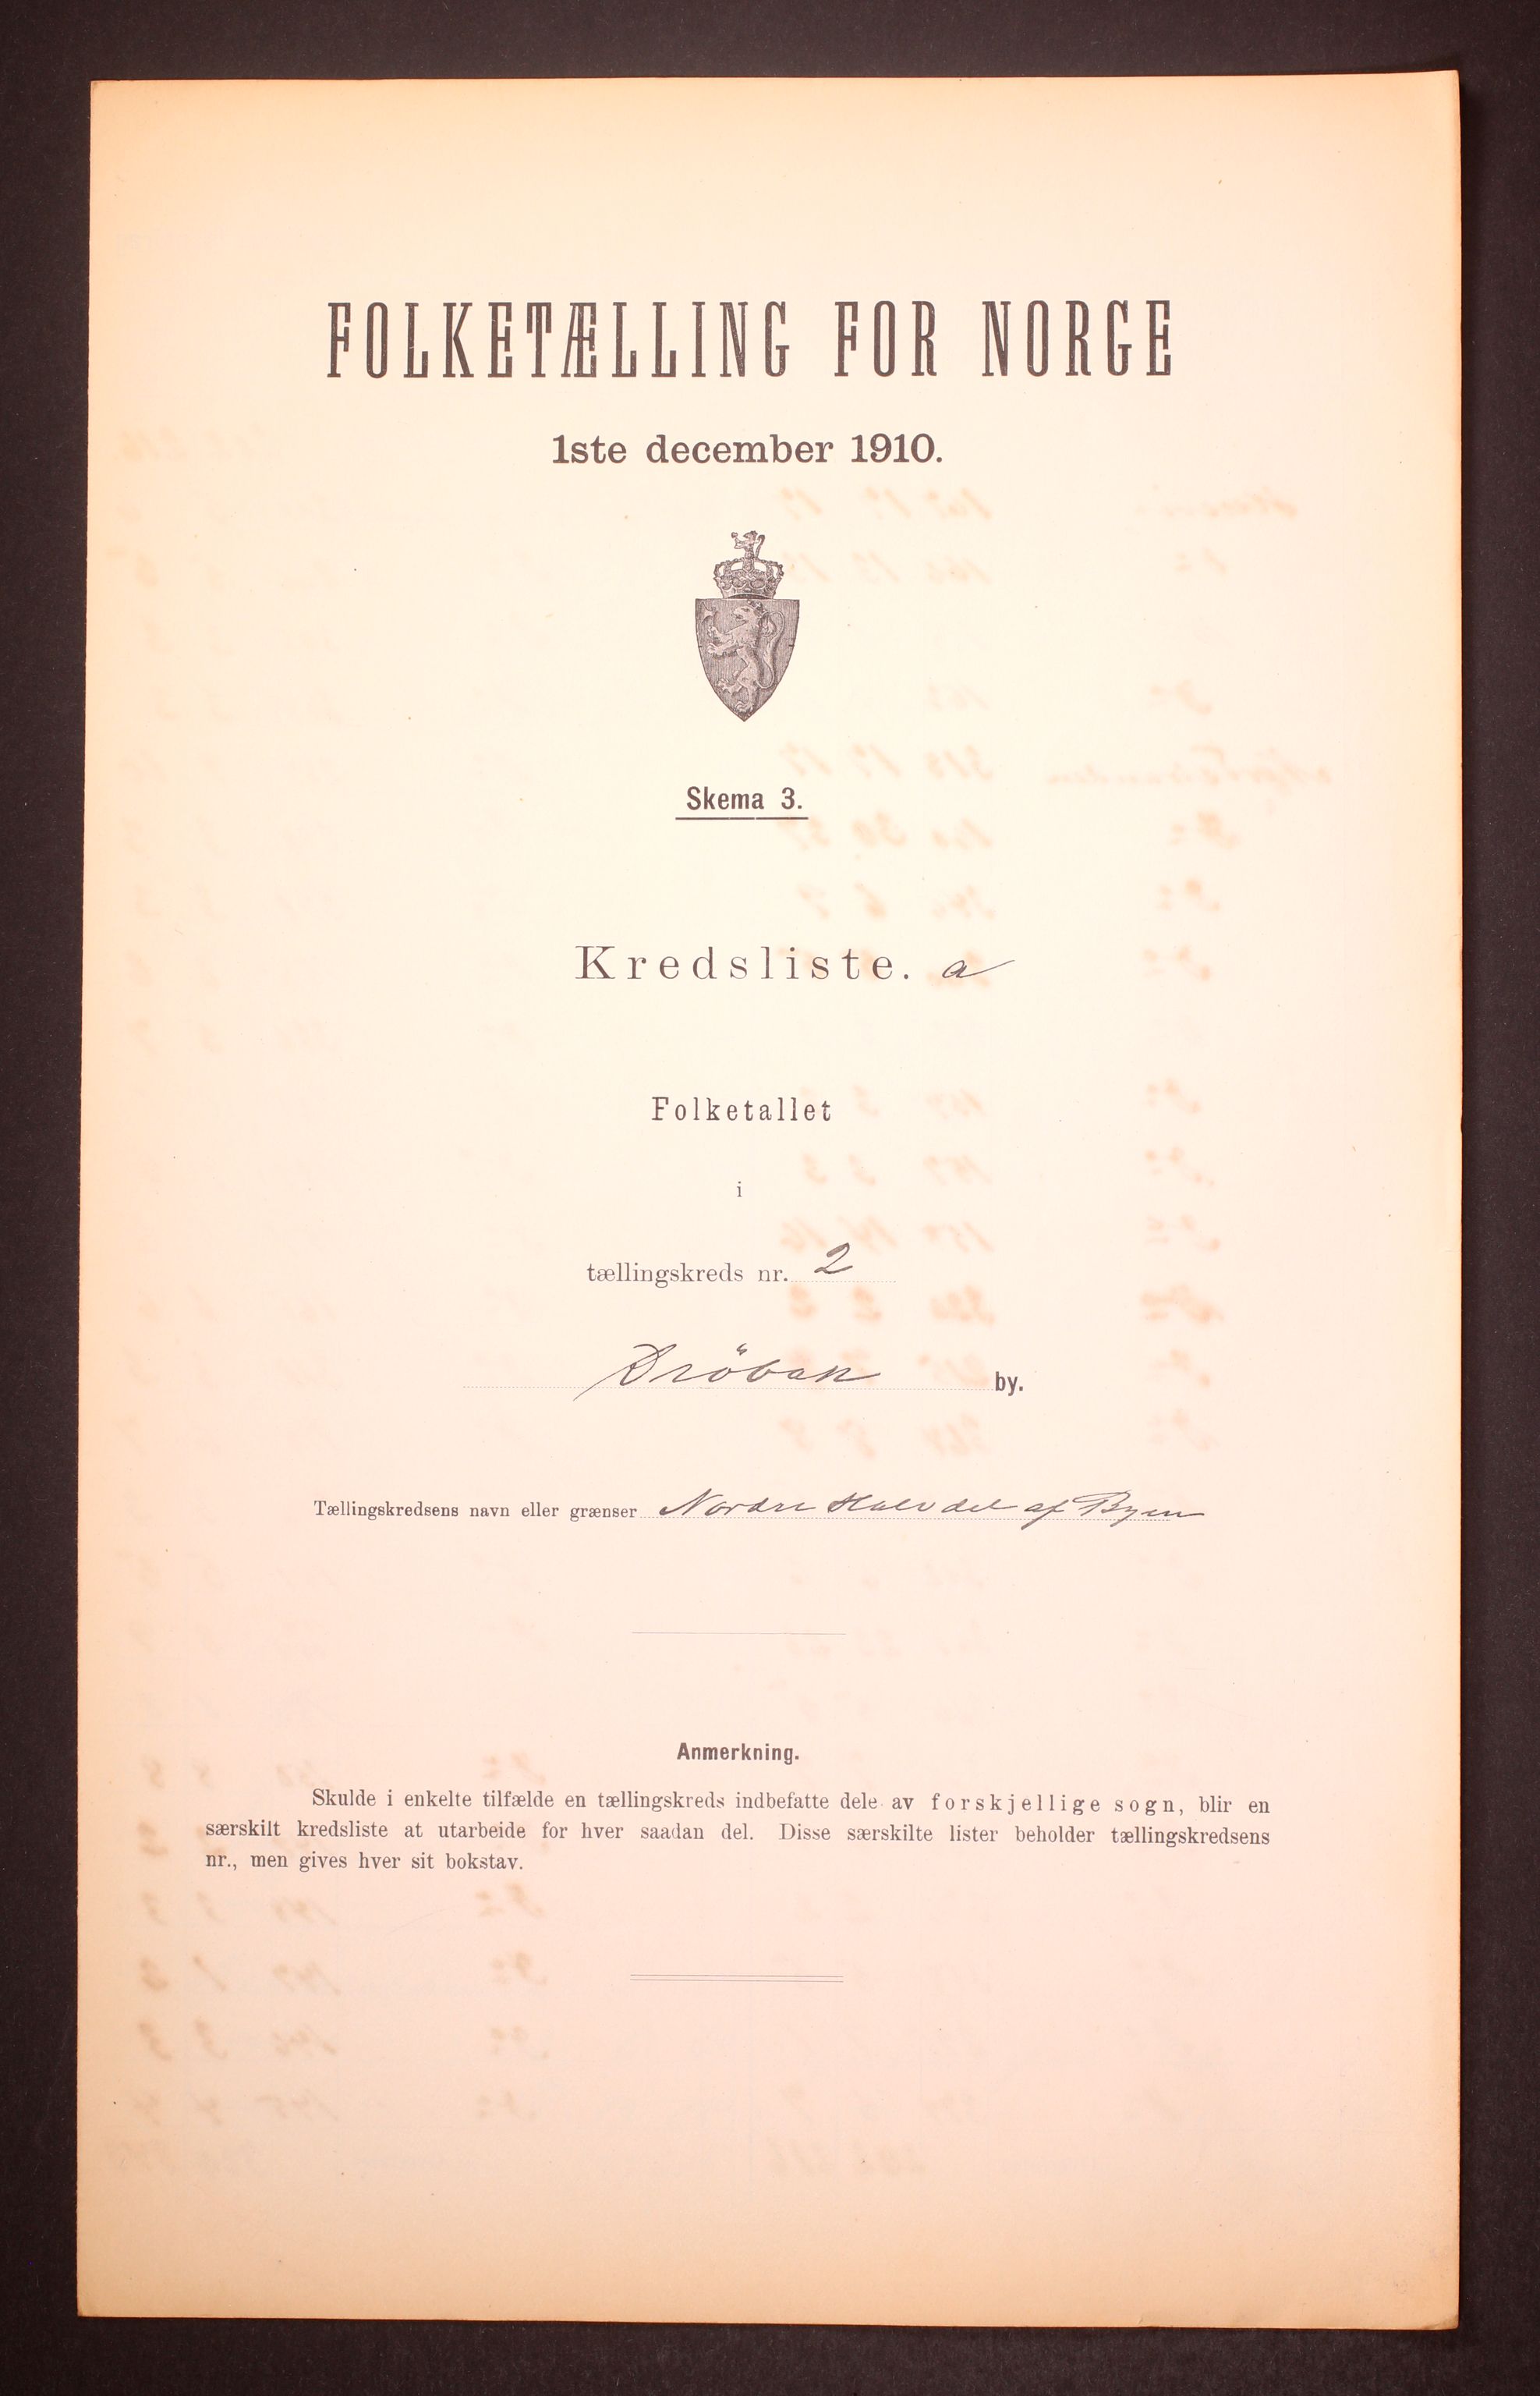 FOLKETÆLLING FOR NORGE
1ste december 1910.
Skema 3.
Kredsliste. a
Folketallet
i
tællingskreds nr. 2
Dröbak by.
Tællingskredsens navn eller grænser Nordre Halvdel af Byen
Anmerkning.
Skulde i enkelte tilfælde en tællingskreds indbefatte dele av forskjellige sogn, blir en
særskilt kredsliste at utarbeide for hver saadan del. Disse særskilte lister beholder tællingskredsens
nr., men gives hver sit bokstav.